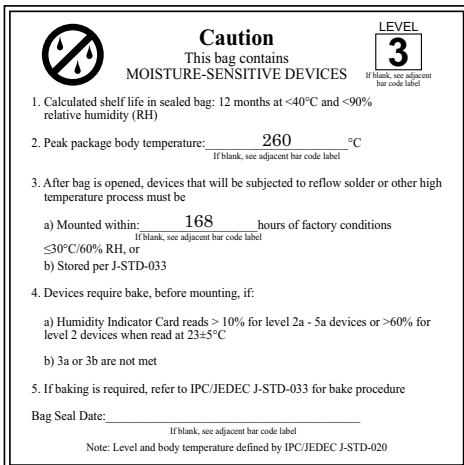 Caution
This bag contains
MOISTURE-SENSITIVE DEVICES
LEVEL
3
If blank, see adjacent
bar code label
1. Calculated shelf life in sealed bag: 12 months at <40°C and <90%
relative humidity (RH)
2. Peak package body temperature: 260 °C
If blank, see adjacent bar code label
3. After bag is opened, devices that will be subjected to reflow solder or other high
temperature process must be
a) Mounted within: 168 hours of factory conditions
If blank, see adjacent bar code label
≤30°C/60% RH, or
b) Stored per J-STD-033
4. Devices require bake, before mounting, if:
a) Humidity Indicator Card reads > 10% for level 2a - 5a devices or >60% for
level 2 devices when read at 23±5°C
b) 3a or 3b are not met
5. If baking is required, refer to IPC/JEDEC J-STD-033 for bake procedure
Bag Seal Date:
If blank, see adjacent bar code label
Note: Level and body temperature defined by IPC/JEDEC J-STD-020